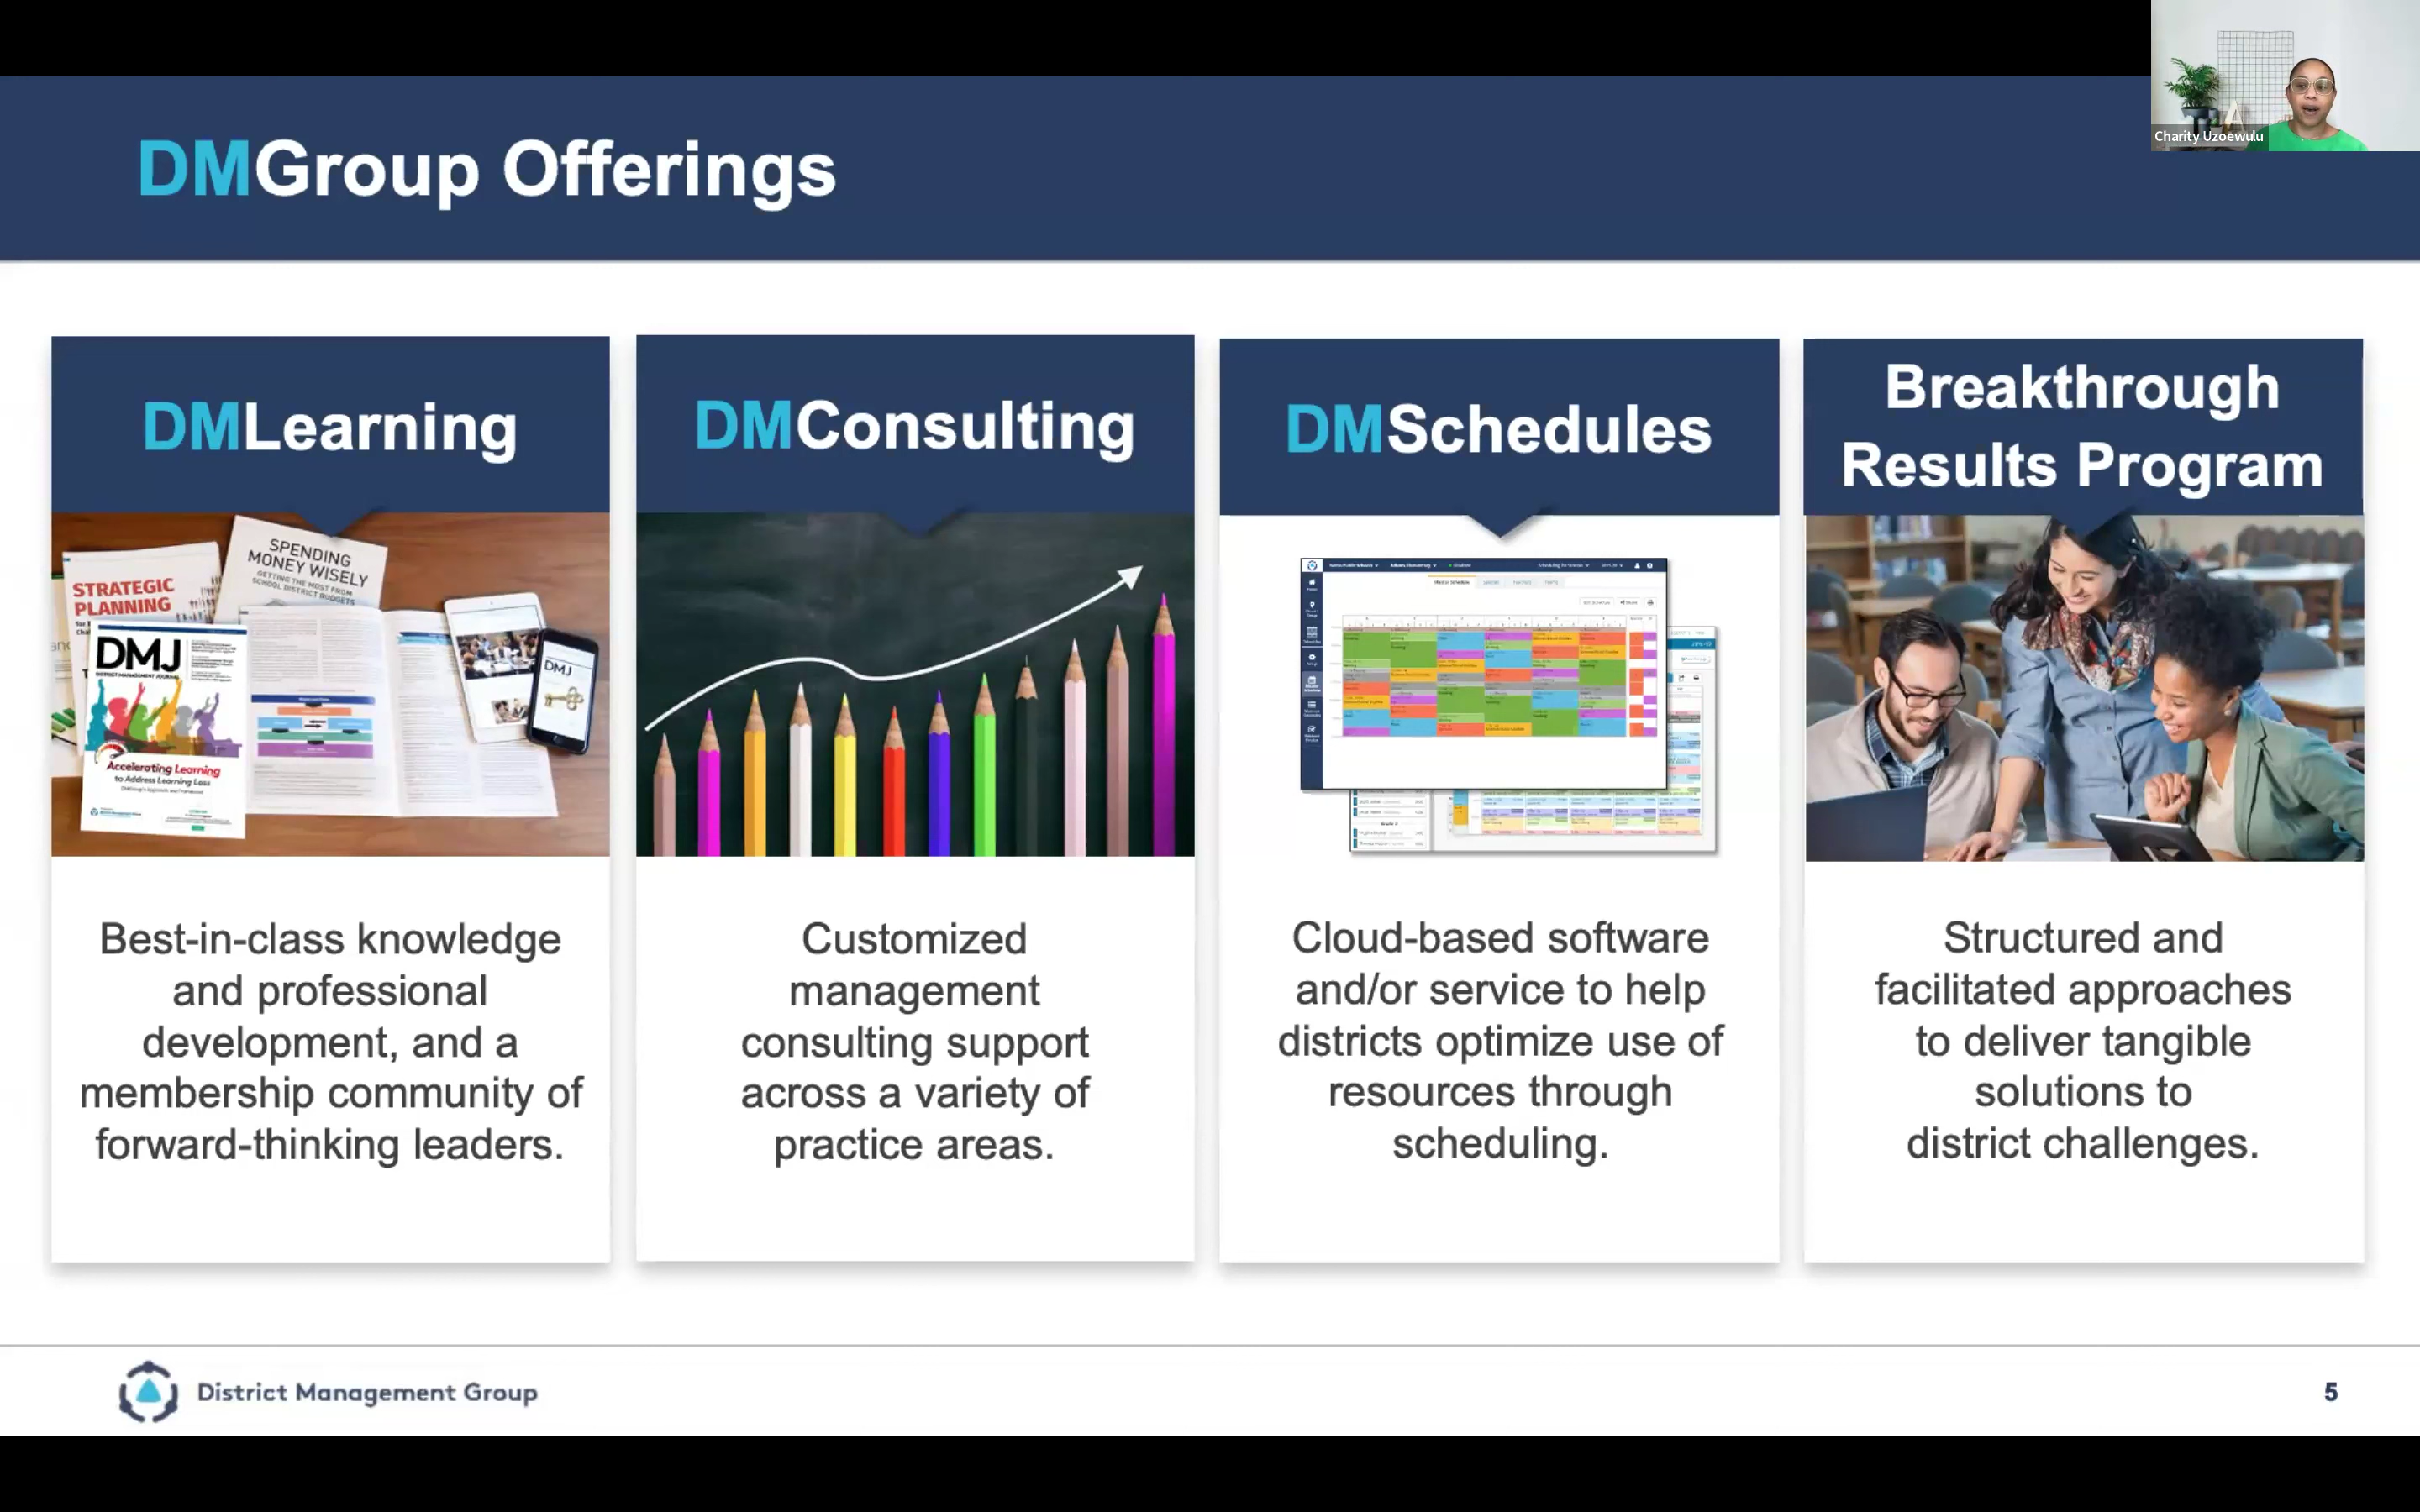 Charity Uzoewulu
DMGroup Offerings
DMLearning
SPENDING
MONEY WISELY
GETTING THE MOST FROM
SCHOOL DISTRICT BUDGETS
STRATEGIC
PLANNING
DMJ
DISTRICT MANAGEMENT JOURNAL
Accelerating Learning
to Address Learning Loss
DMJ
Best-in-class knowledge
and professional
development, and a
membership community of
forward-thinking leaders.
DMConsulting
Customized
management
consulting support
across a variety of
practice areas.
DMSchedules
Cloud-based software
and/or service to help
districts optimize use of
resources through
scheduling.
Breakthrough
Results Program
Structured and
facilitated approaches
to deliver tangible
solutions to
district challenges.
District Management Group
5